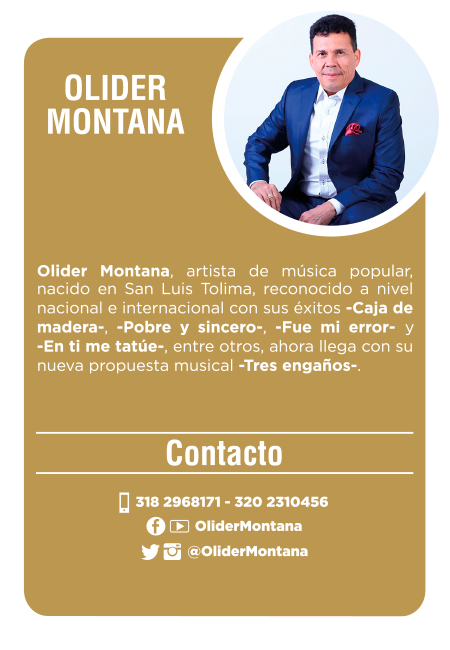 OLIDER
MONTANA
Olider Montana, artista de música popular,
nacido en San Luis Tolima, reconocido a nivel
nacional e internacional con sus éxitos -Caja de
madera-, -Pobre y sincero-, -Fue mi error- y
-En ti me tatúe-, entre otros, ahora llega con su
nueva propuesta musical -Tres engaños-.
Contacto
318 2968171 - 320 2310456
OliderMontana
@OliderMontana